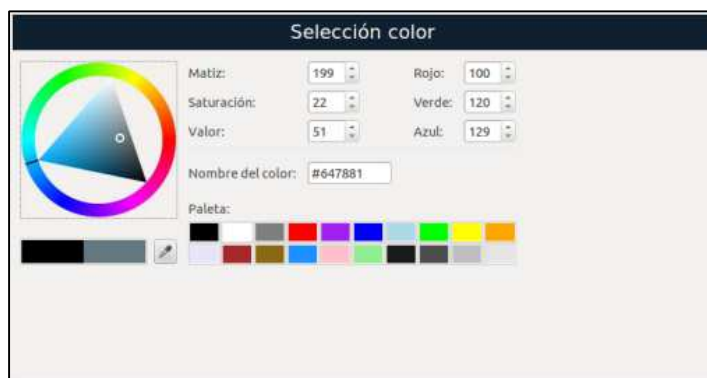 Selección color
Matiz: 199 Rojo: 100
Saturación: 22 Verde: 120
Valor: 51 Azul: 129
Nombre del color: #647881
Paleta: